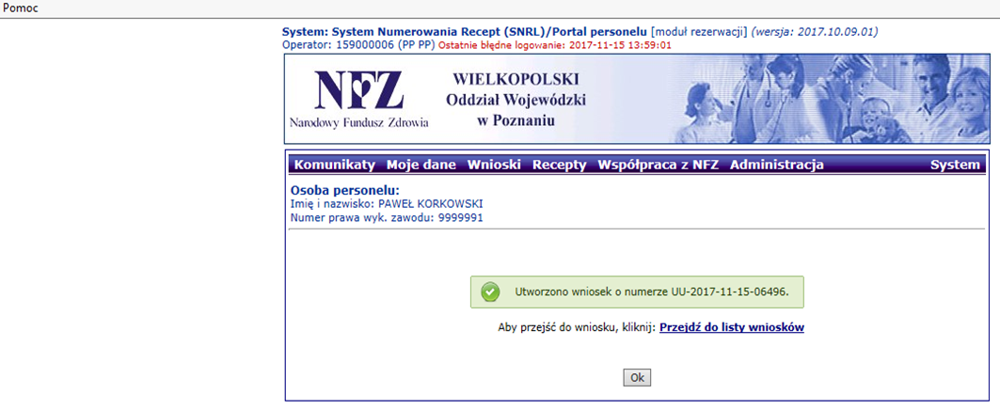 Pomoc
System: System Numerowania Recept (SNRL)/Portal personelu [moduł rezerwacji] (wersja: 2017.10.09.01)
Operator: 159000006 (PP PP) Ostatnie błędne logowanie: 2017-11-15 13:59:01
NFZ
Narodowy Fundusz Zdrowia
WIELKOPOLSKI
Oddział Wojewódzki
w Poznaniu
Komunikaty Moje dane Wnioski Recepty Współpraca z NFZ Administracja System
Osoba personelu:
Imię i nazwisko: PAWEŁ KORKOWSKI
Numer prawa wyk. zawodu: 9999991
Utworzono wniosek o numerze UU-2017-11-15-06496.
Aby przejść do wniosku, kliknij: Przejdź do listy wniosków
Ok